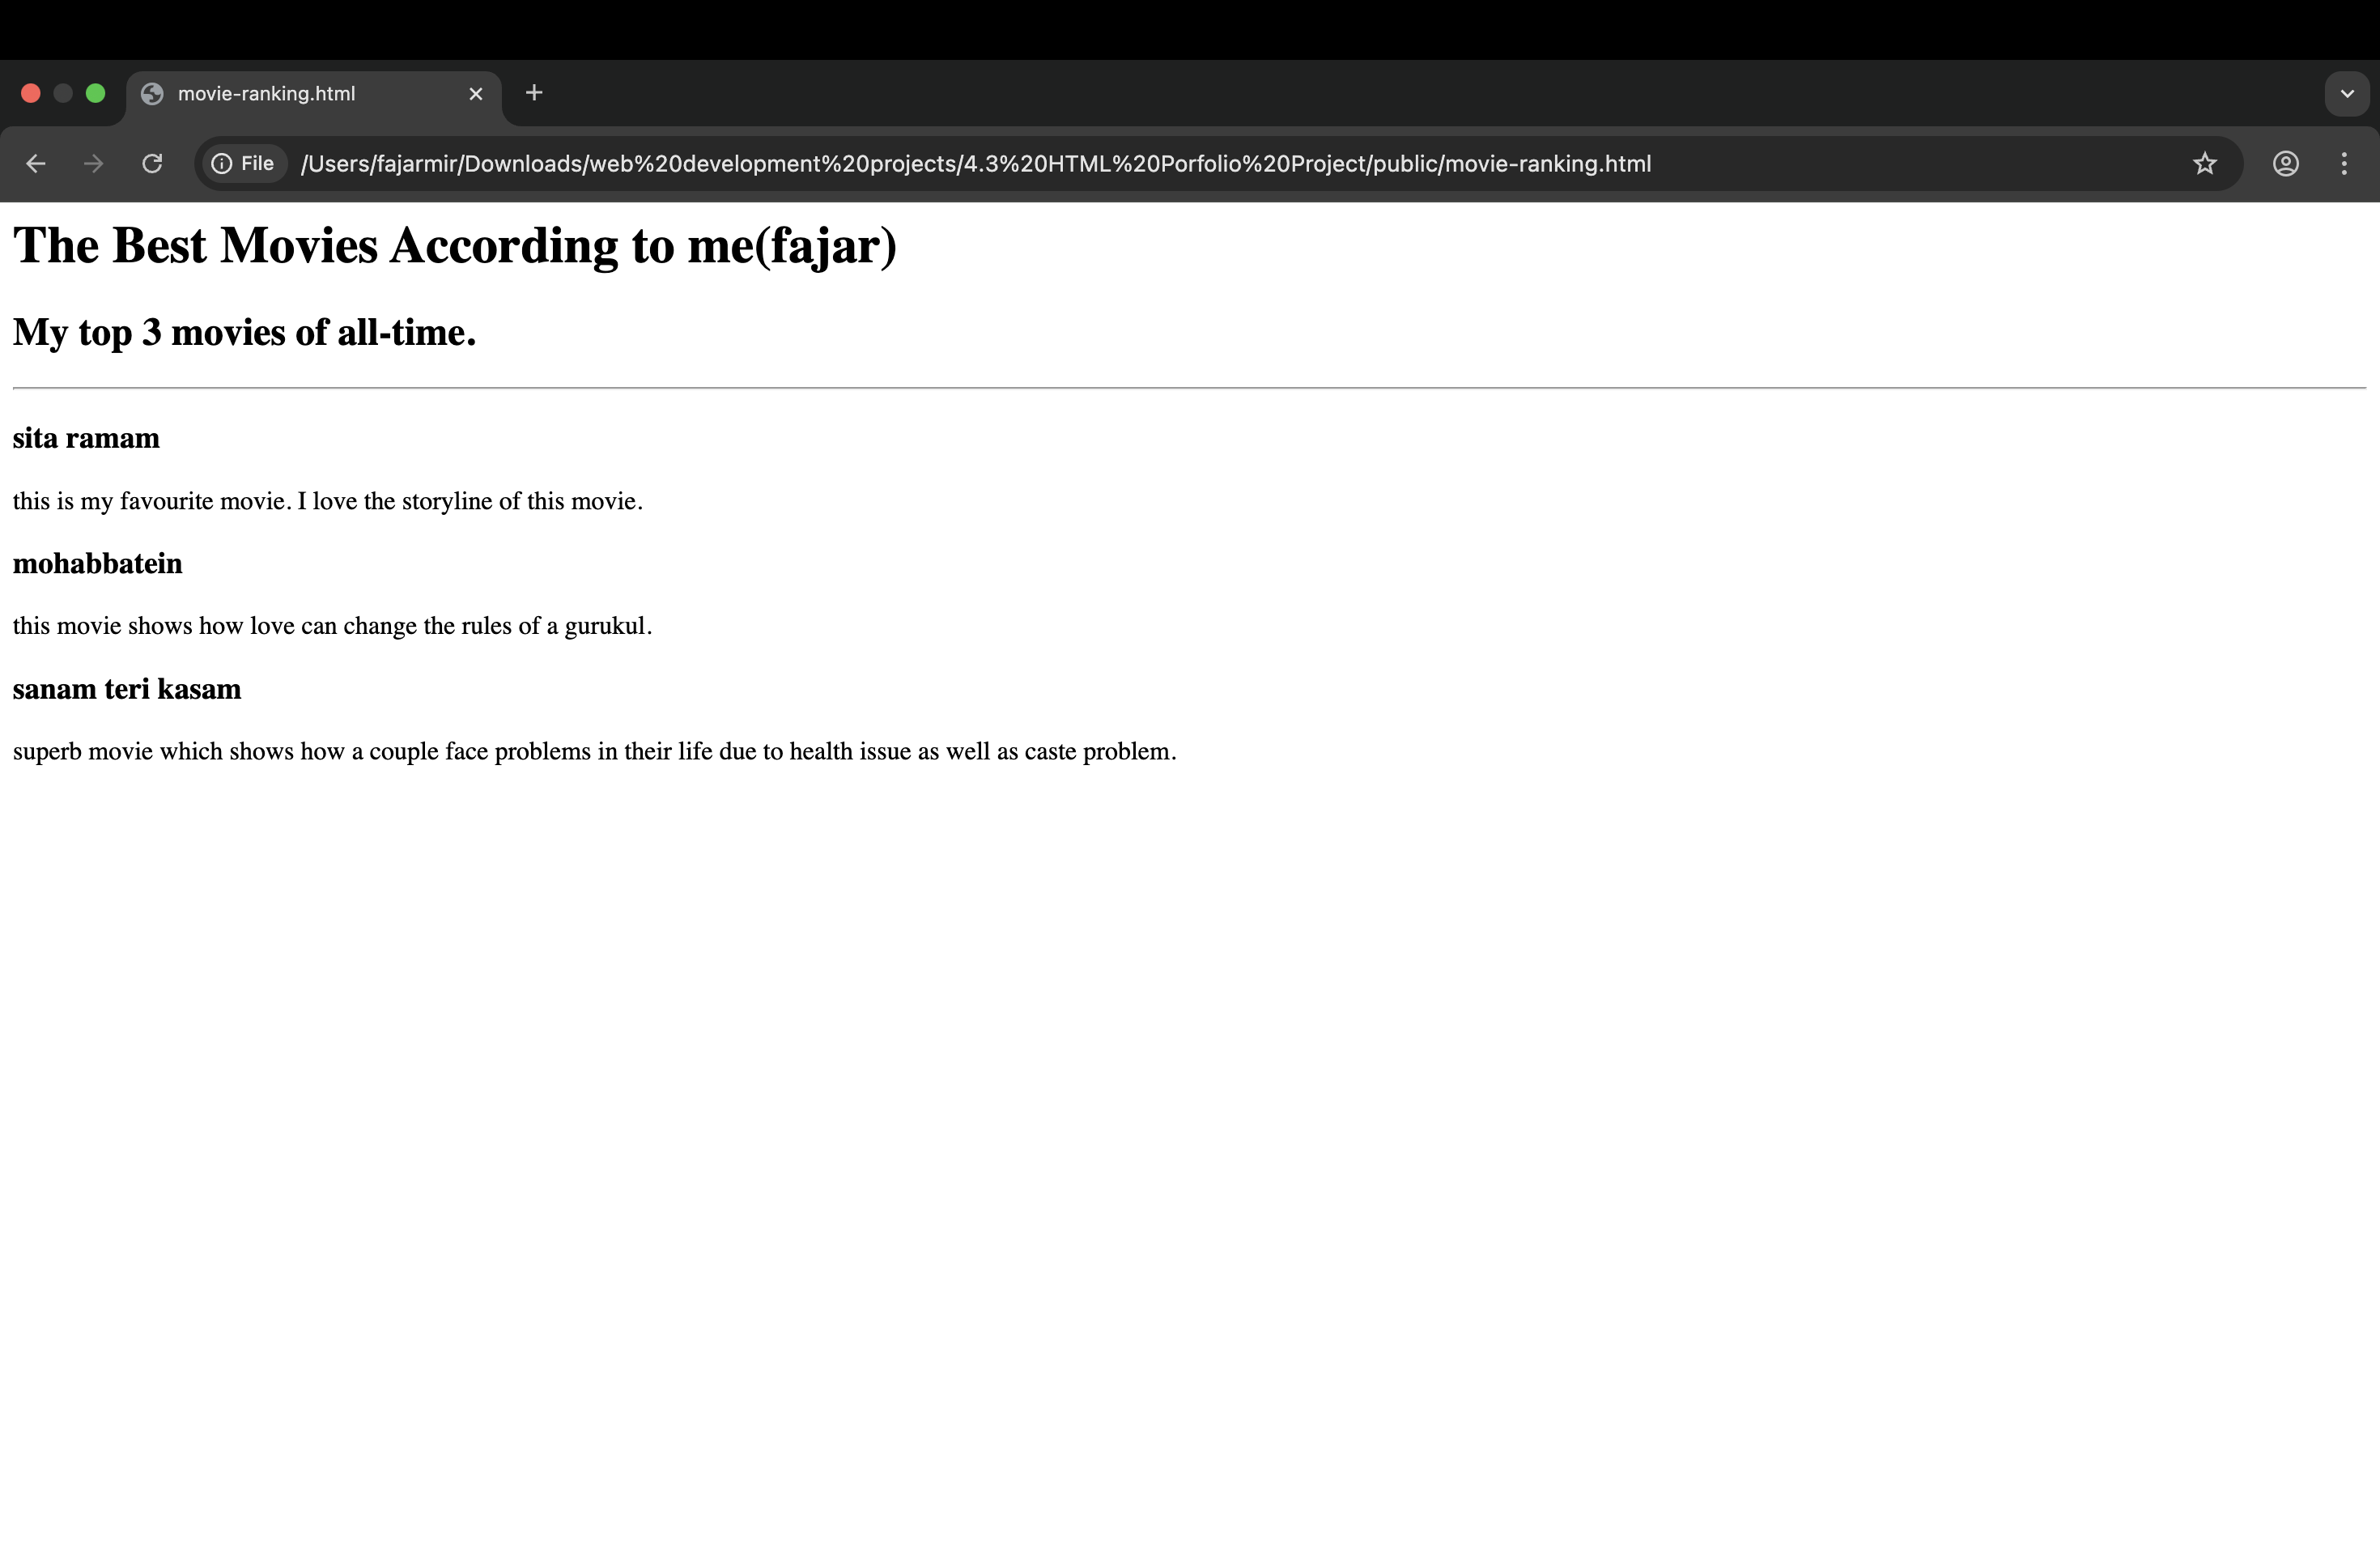 movie-ranking.html
File /Users/fajarmir/Downloads/web%20development%20projects/4.3%20HTML%20Porfolio%20Project/public/movie-ranking.html
The Best Movies According to me(fajar)
My top 3 movies of all-time.
sita ramam
this is my favourite movie. I love the storyline of this movie.
mohabbatein
this movie shows how love can change the rules of a gurukul.
sanam teri kasam
superb movie which shows how a couple face problems in their life due to health issue as well as caste problem.